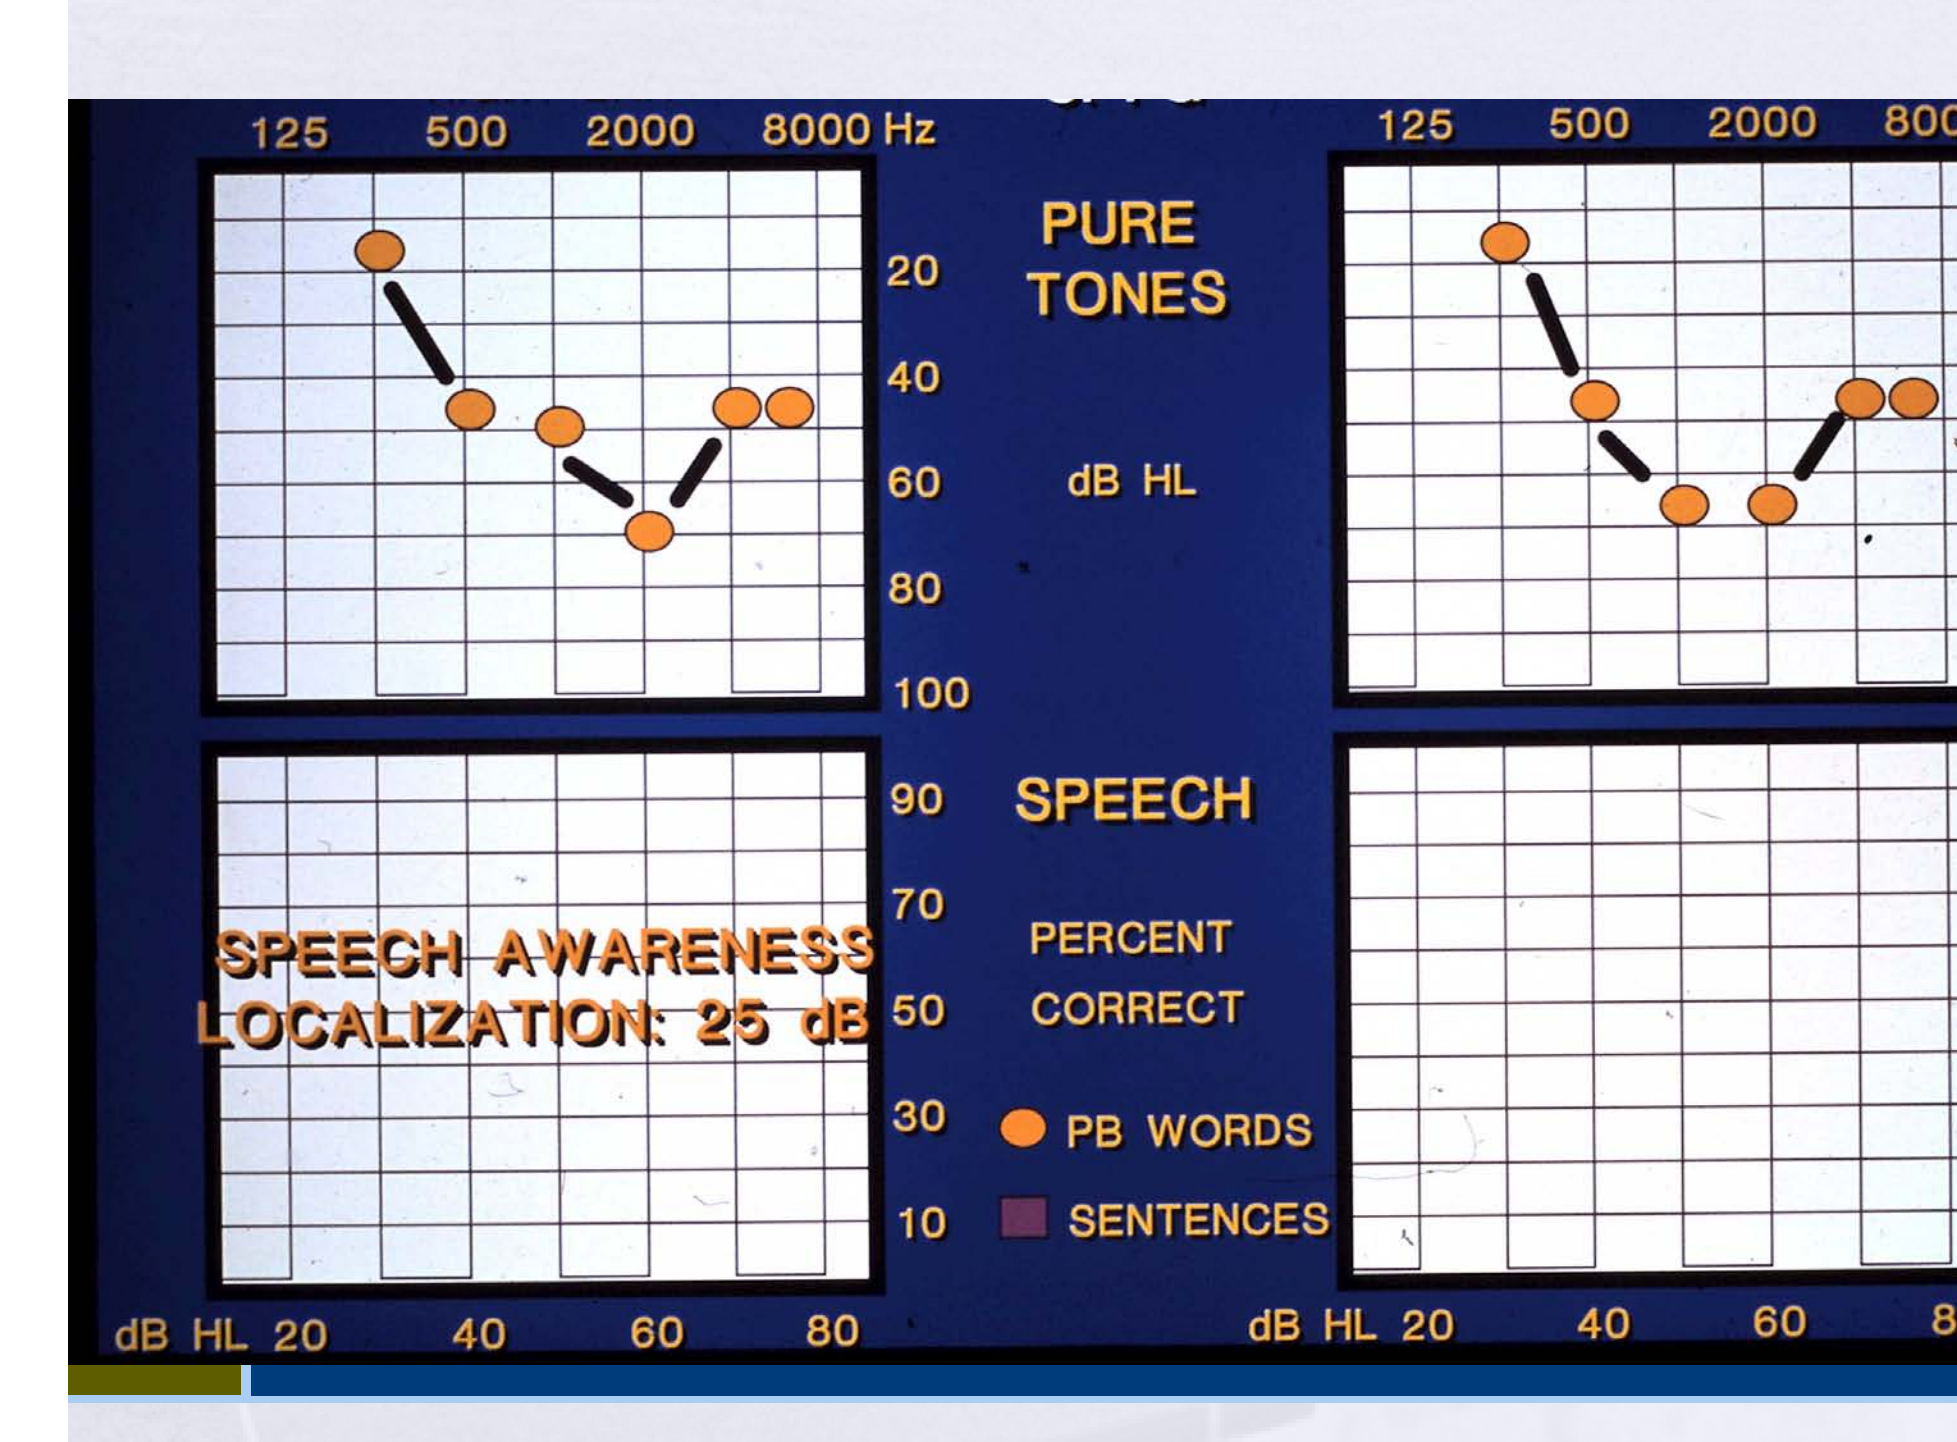 125 500 2000 8000 Hz
125 500 2000 800
PURE
TONES
20
40
dB HL
60
80
100
SPEECH
90
70
PERCENT
CORRECT
50
30
10
SPEECH AWARENESS
LOCALIZATION: 25 dB
PB WORDS
SENTENCES
dB HL 20 40 60 80
dB HL 20 40 60 8